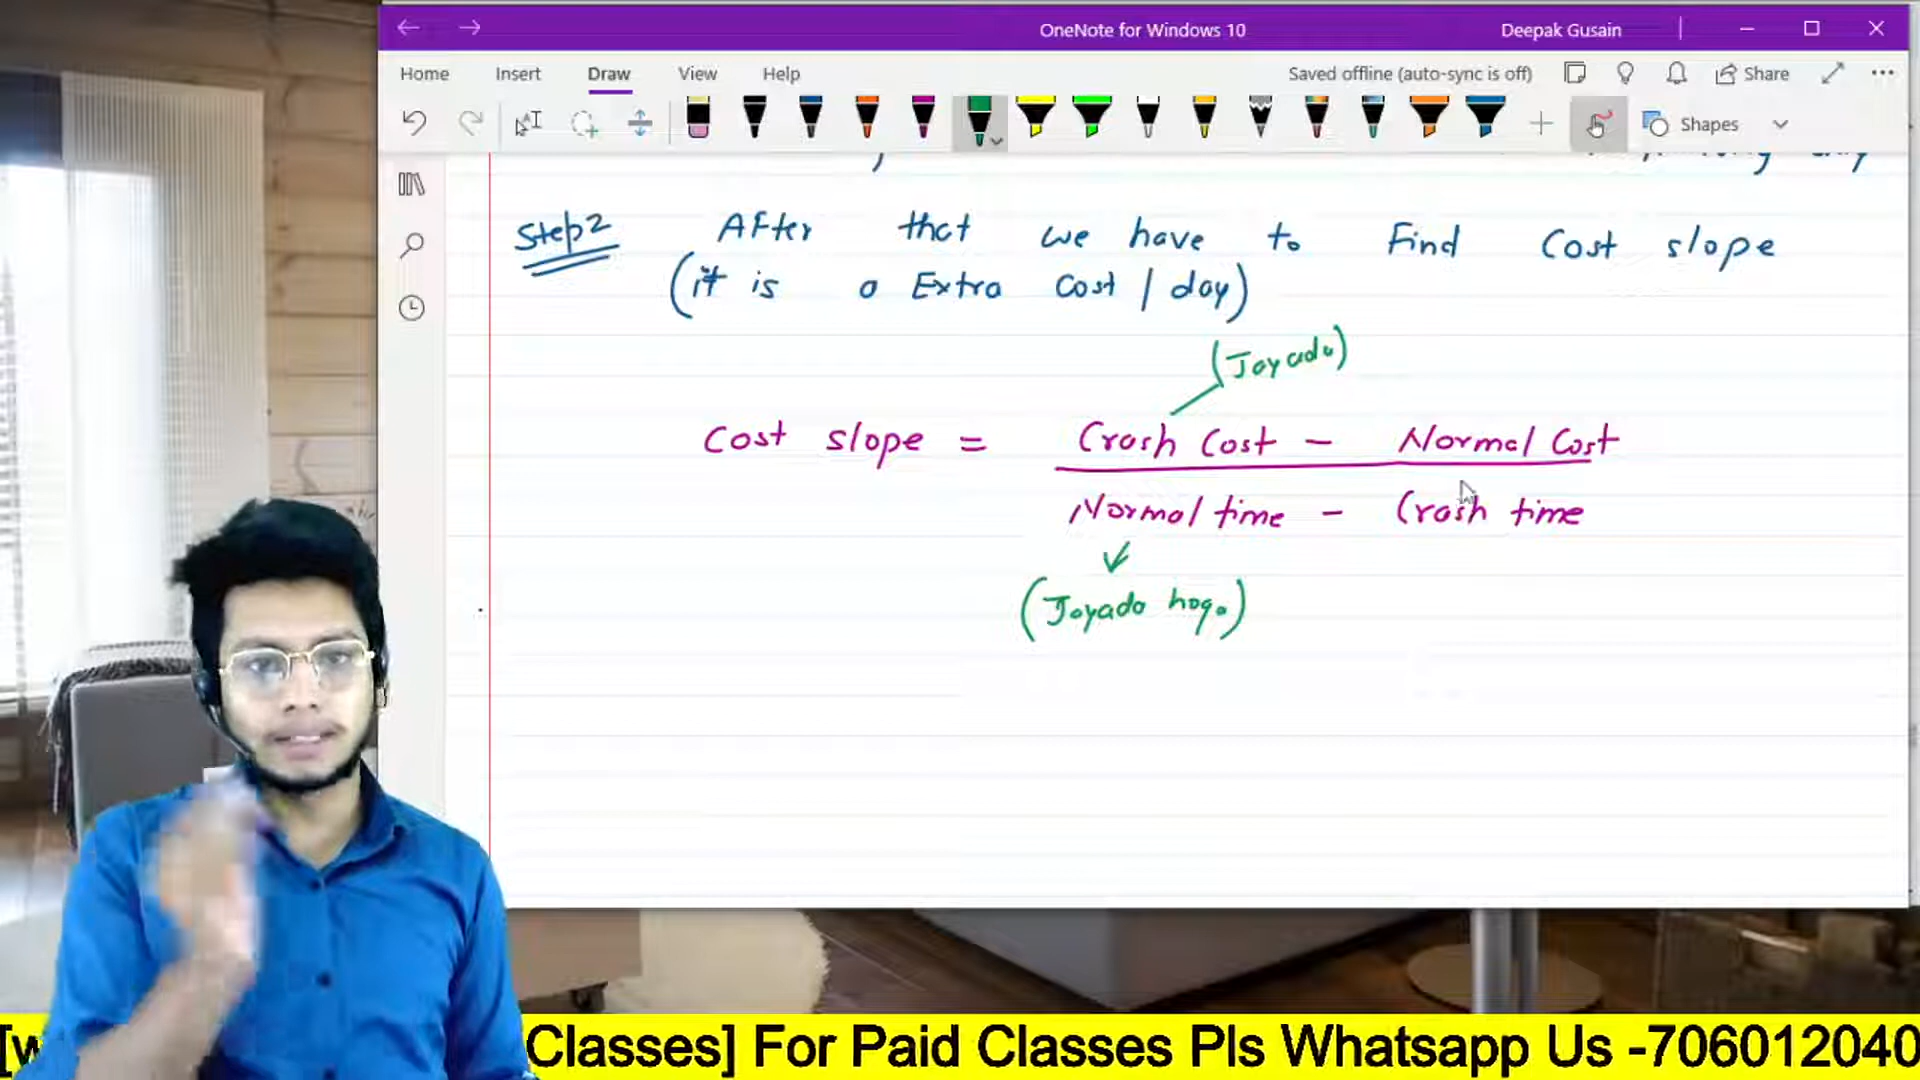 OneNote for Windows 10 Deepak Gusain
Home Insert Draw View Help Saved offline (auto-sync is off) Share
Shapes
Step2 After that we have to Find Cost slope
(it is a Extra Cost / day)
(Jayada)
Cost slope = Crash Cost - Normal Cost
Normal time - Crash time
(Jayada hoga)
Classes] For Paid Classes Pls Whatsapp Us -706012040